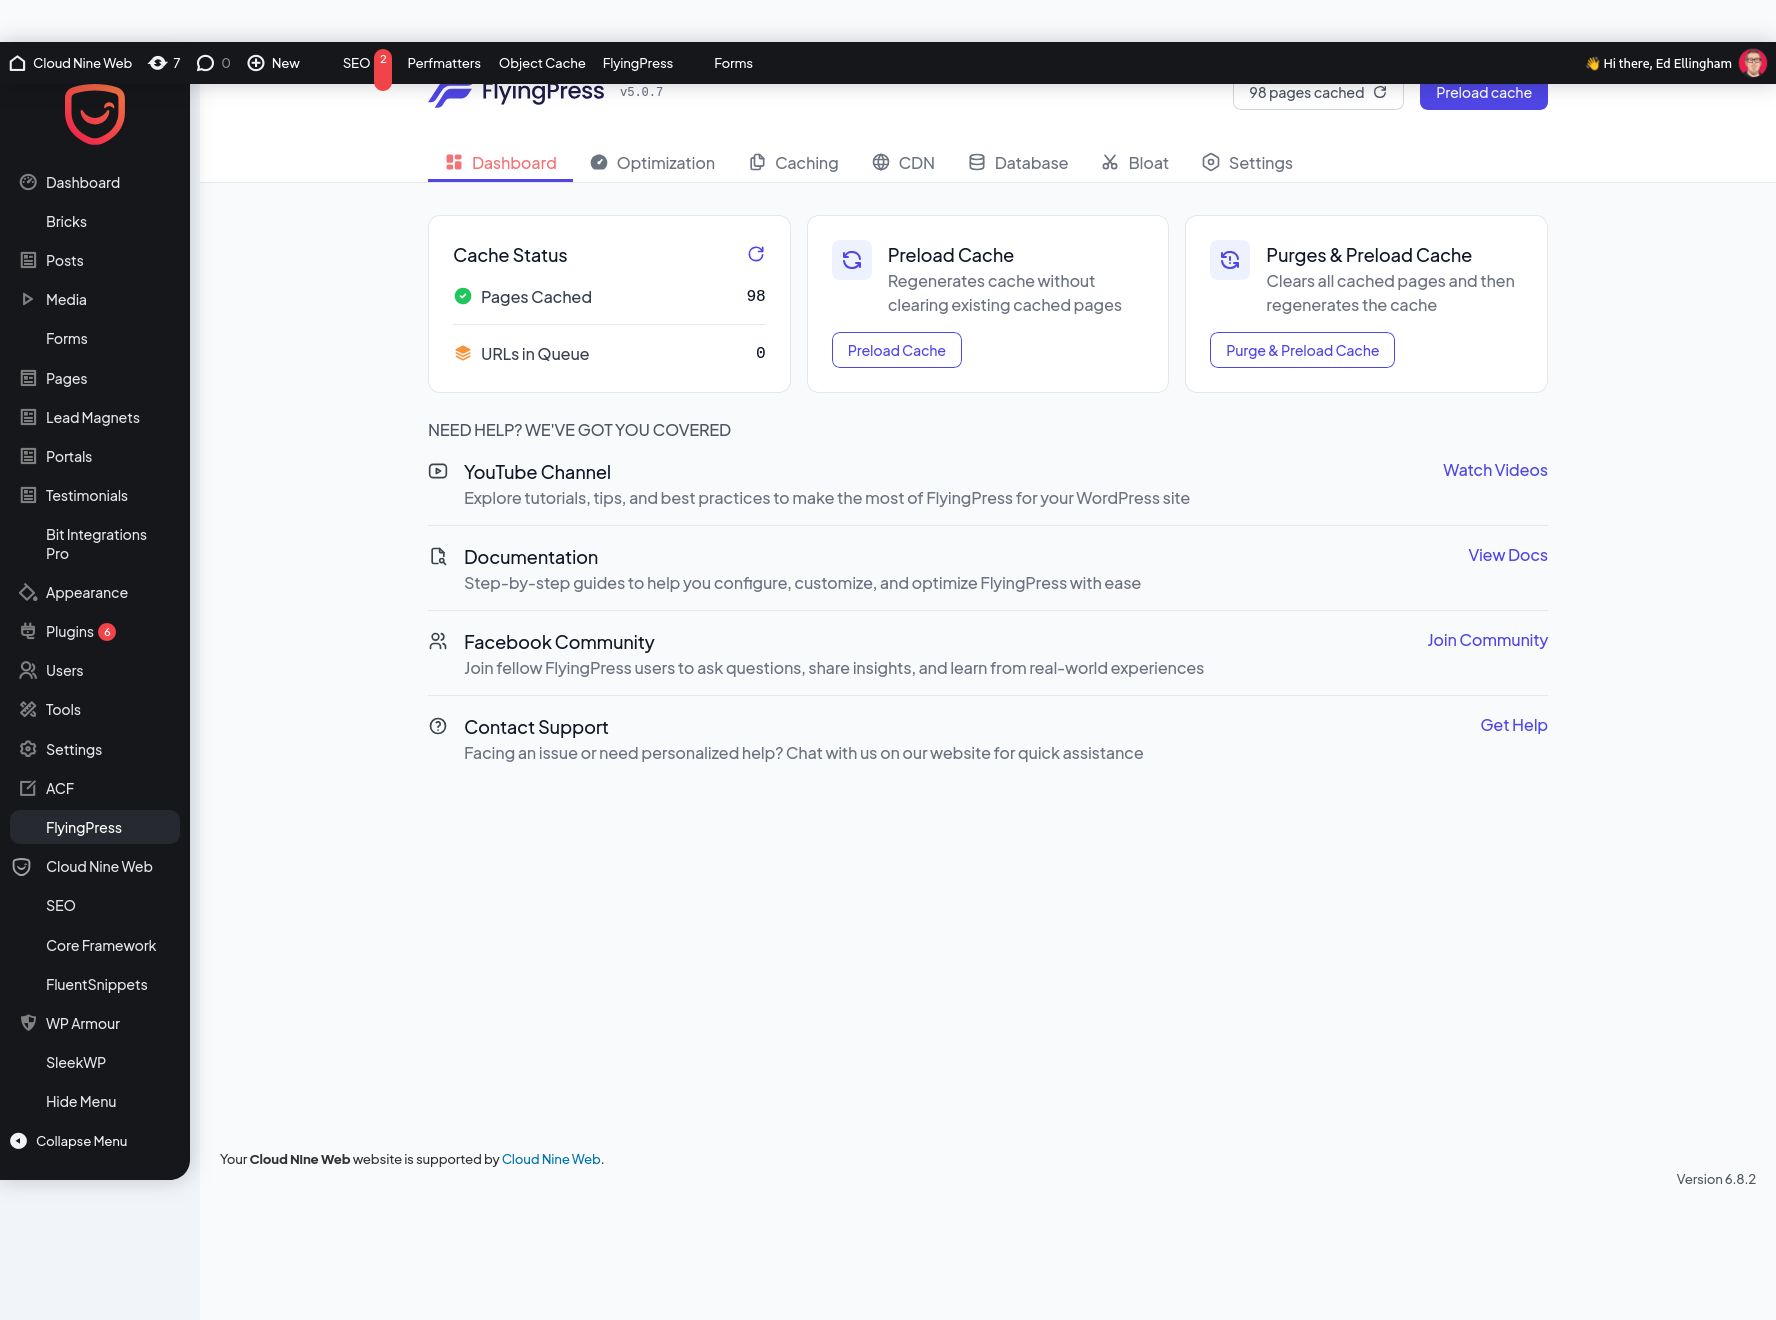 Cloud Nine Web
7
0
New
SEO
2
Perfmatters
Object Cache
FlyingPress
Forms
👋 Hi there, Ed Ellingham
Dashboard
Bricks
Posts
Media
Forms
Pages
Lead Magnets
Portals
Testimonials
Bit Integrations
Pro
Appearance
Plugins 6
Users
Tools
Settings
ACF
FlyingPress
Cloud Nine Web
SEO
Core Framework
FluentSnippets
WP Armour
SleekWP
Hide Menu
Collapse Menu
FlyingPress
v5.0.7
98 pages cached
Preload cache
Dashboard
Optimization
Caching
CDN
Database
Bloat
Settings
Cache Status
Pages Cached
98
URLs in Queue
0
Preload Cache
Regenerates cache without
clearing existing cached pages
Preload Cache
Purges & Preload Cache
Clears all cached pages and then
regenerates the cache
Purge & Preload Cache
NEED HELP? WE'VE GOT YOU COVERED
YouTube Channel
Watch Videos
Explore tutorials, tips, and best practices to make the most of FlyingPress for your WordPress site
Documentation
View Docs
Step-by-step guides to help you configure, customize, and optimize FlyingPress with ease
Facebook Community
Join Community
Join fellow FlyingPress users to ask questions, share insights, and learn from real-world experiences
Contact Support
Get Help
Facing an issue or need personalized help? Chat with us on our website for quick assistance
Your Cloud Nine Web website is supported by Cloud Nine Web.
Version 6.8.2